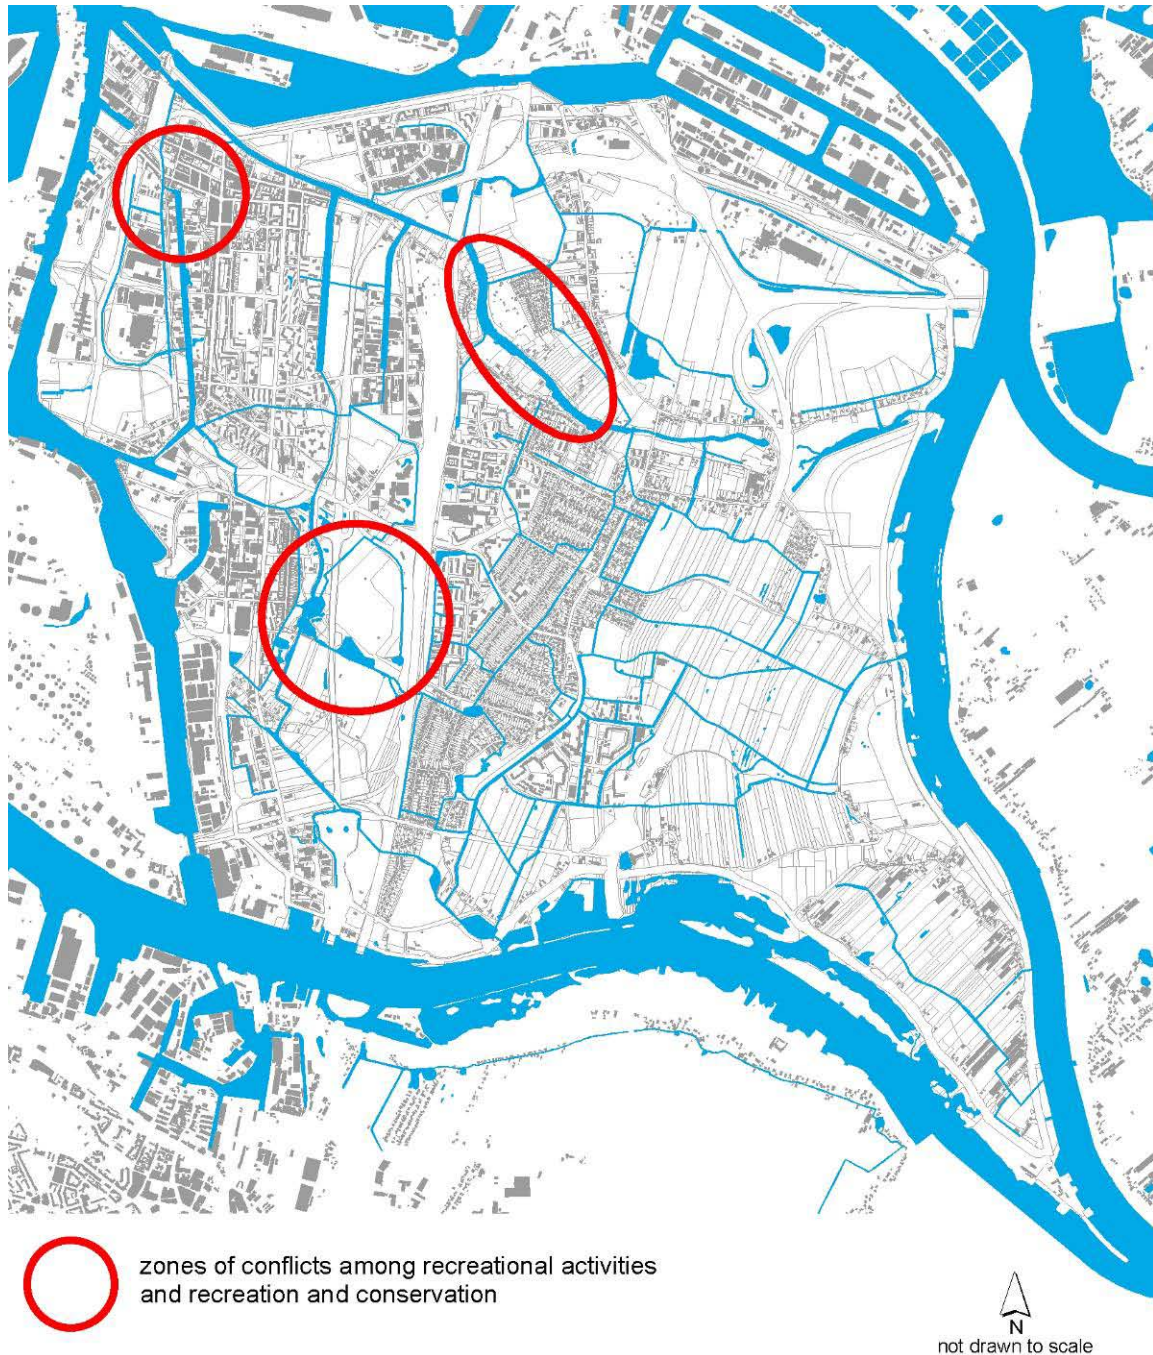 zones of conflicts among recreational activities
and recreation and conservation
N
not drawn to scale